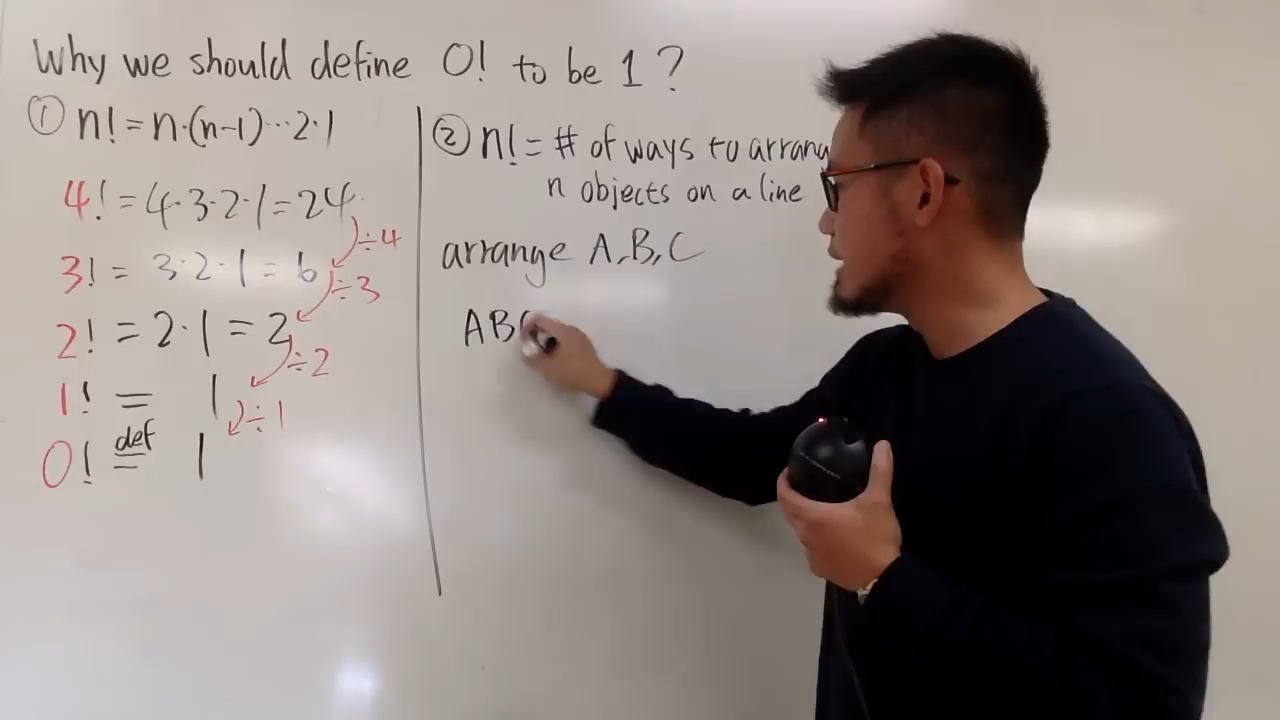 Why we should define 0! to be 1?
① n! = n·(n-1)···2·1
4! = 4·3·2·1 = 24
÷4
3! = 3·2·1 = 6
÷3
2! = 2·1 = 2
÷2
1! = 1
÷1
0! def= 1
② n! = # of ways to
n objects on a line
arrange A,B,C
AB